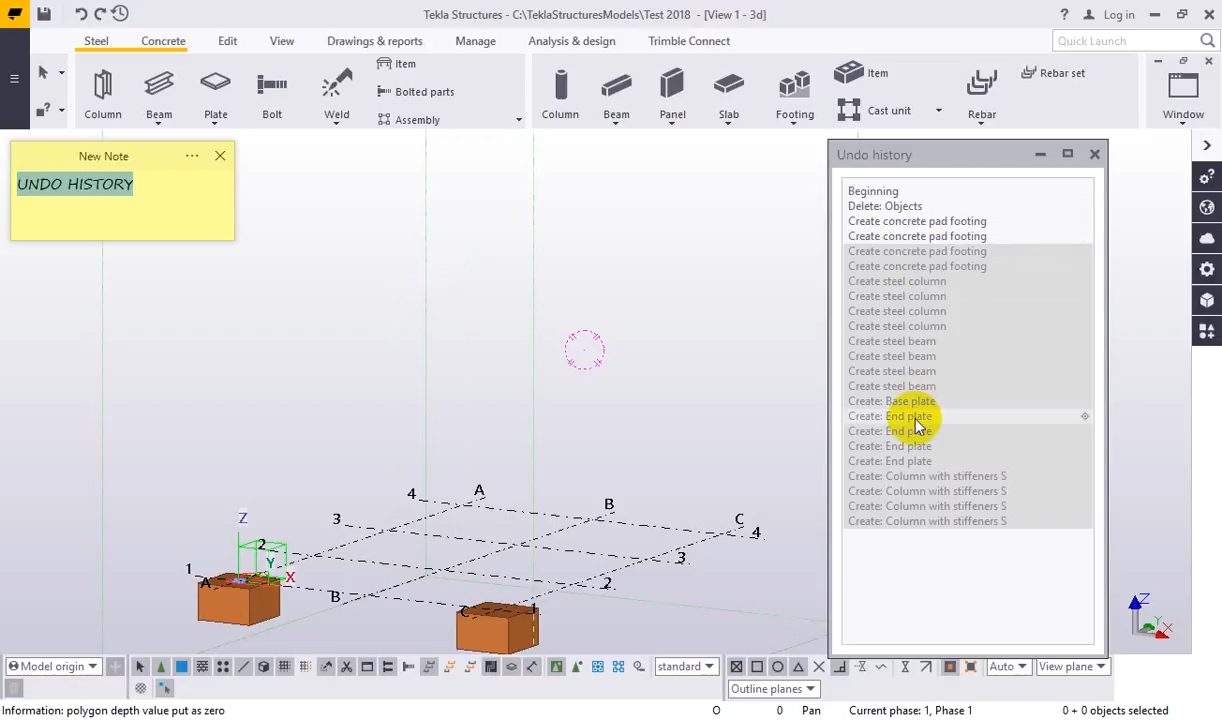 Tekla Structures - C:\TeklaStructuresModels\Test 2018 - [View 1 - 3d]
? Log in
Steel Concrete Edit View Drawings & reports Manage Analysis & design Trimble Connect
Quick Launch
Column Beam Plate Bolt Weld
Item
Bolted parts
Assembly
Column Beam Panel Slab Footing
Item
Cast unit
Rebar
Rebar set
Window
New Note
UNDO HISTORY
Undo history
Beginning
Delete: Objects
Create concrete pad footing
Create concrete pad footing
Create concrete pad footing
Create concrete pad footing
Create steel column
Create steel column
Create steel column
Create steel column
Create steel beam
Create steel beam
Create steel beam
Create steel beam
Create: Base plate
Create: End plate
Create: End plate
Create: End plate
Create: End plate
Create: Column with stiffeners S
Create: Column with stiffeners S
Create: Column with stiffeners S
Create: Column with stiffeners S
4 A
B
3 C
4
Z
2
3
Y
1 X
A 2
B
C 1
Z
Y
X
Model origin
standard
Auto
View plane
Outline planes
Information: polygon depth value put as zero
O 0 Pan Current phase: 1, Phase 1 0 + 0 objects selected